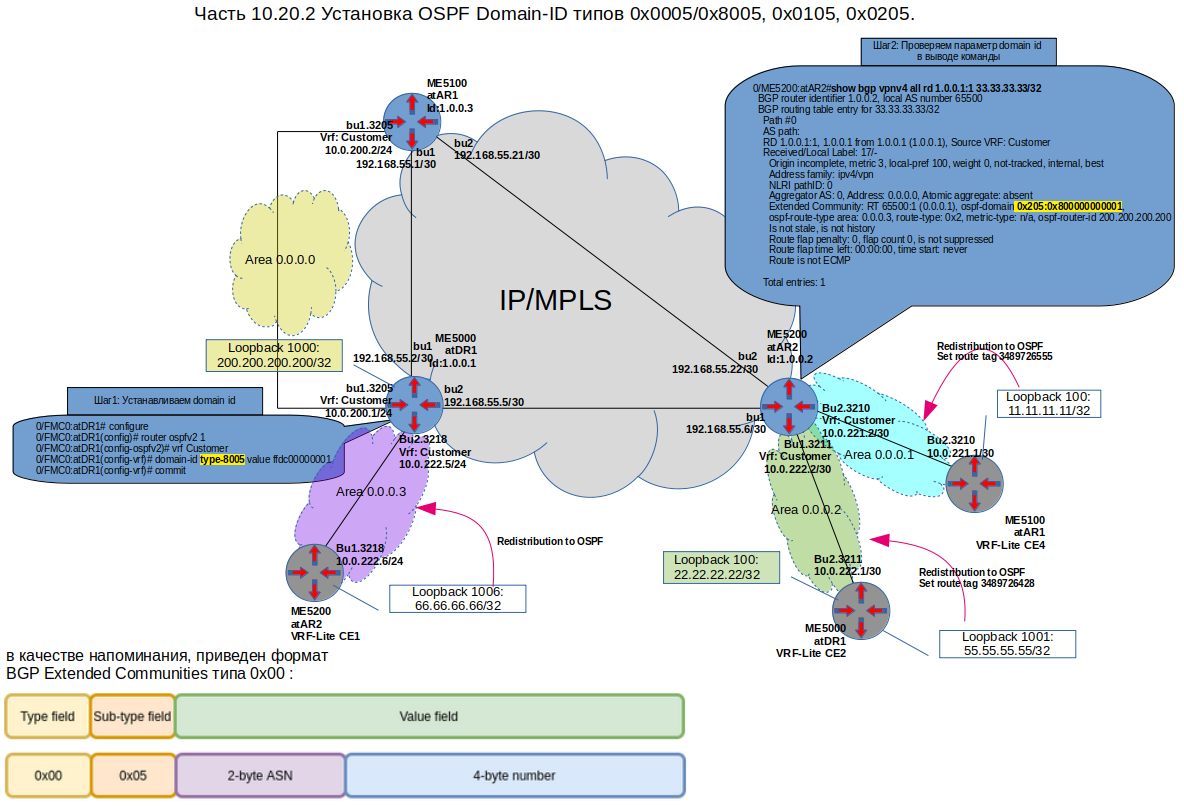 Часть 10.20.2 Установка OSPF Domain-ID типов 0x0005/0x8005, 0x0105, 0x0205.
Шаг2: Проверяем параметр domain id
в выводе команды
0/ME5200:atAR2#show bgp vpnv4 all rd 1.0.0.1:1 33.33.33.33/32
BGP router identifier 1.0.0.2, local AS number 65500
BGP routing table entry for 33.33.33.33/32
Path #0
AS path:
RD 1.0.0.1:1, 1.0.0.1 from 1.0.0.1 (1.0.0.1), Source VRF: Customer
Received/Local Label: 17/-
Origin incomplete, metric 3, local-pref 100, weight 0, not-tracked, internal, best
Address family: ipv4/vpn
NLRI pathID: 0
Aggregator AS: 0, Address: 0.0.0.0, Atomic aggregate: absent
Extended Community: RT 65500:1 (0.0.0.1), ospf-domain 0x205:0x800000000001,
ospf-route-type area: 0.0.0.3, route-type: 0x2, metric-type: n/a, ospf-router-id 200.200.200.200
Is not stale, is not history
Route flap penalty: 0, flap count 0, is not suppressed
Route flap time left: 00:00:00, time start: never
Route is not ECMP
Total entries: 1
ME5100
atAR1
Id:1.0.0.3
bu1.3205
Vrf: Customer
10.0.200.2/24
bu1
192.168.55.1/30
bu2
192.168.55.21/30
Area 0.0.0.0
IP/MPLS
Loopback 1000:
200.200.200.200/32
bu1
192.168.55.2/30
ME5000
atDR1
Id:1.0.0.1
bu2
192.168.55.22/30
ME5200
atAR2
Id:1.0.0.2
Redistribution to OSPF
Set route tag 3489726555
Loopback 100:
11.11.11.11/32
bu1.3205
Vrf: Customer
10.0.200.1/24
bu2
192.168.55.5/30
bu1
192.168.55.6/30
Шаг1: Устанавливаем domain id
0/FMC0:atDR1# configure
0/FMC0:atDR1(config)# router ospfv2 1
0/FMC0:atDR1(config-ospfv2)# vrf Customer
0/FMC0:atDR1(config-vrf)# domain-id type-8005 value ffdc00000001
0/FMC0:atDR1(config-vrf)# commit
Bu2.3218
Vrf: Customer
10.0.222.5/24
Bu2.3210
Vrf: Customer
10.0.221.2/30
Bu1.3211
Vrf: Customer
10.0.222.2/30
Area 0.0.0.1
Bu2.3210
10.0.221.1/30
Area 0.0.0.3
Area 0.0.0.2
ME5100
atAR1
VRF-Lite CE4
Redistribution to OSPF
Bu1.3218
10.0.222.6/24
Loopback 100:
22.22.22.22/32
Bu2.3211
10.0.222.1/30
Redistribution to OSPF
Set route tag 3489726428
Loopback 1006:
66.66.66.66/32
ME5200
atAR2
VRF-Lite CE1
ME5000
atDR1
VRF-Lite CE2
Loopback 1001:
55.55.55.55/32
в качестве напоминания, приведен формат
BGP Extended Communities типа 0x00 :
Type field Sub-type field Value field
0x00 0x05 2-byte ASN 4-byte number